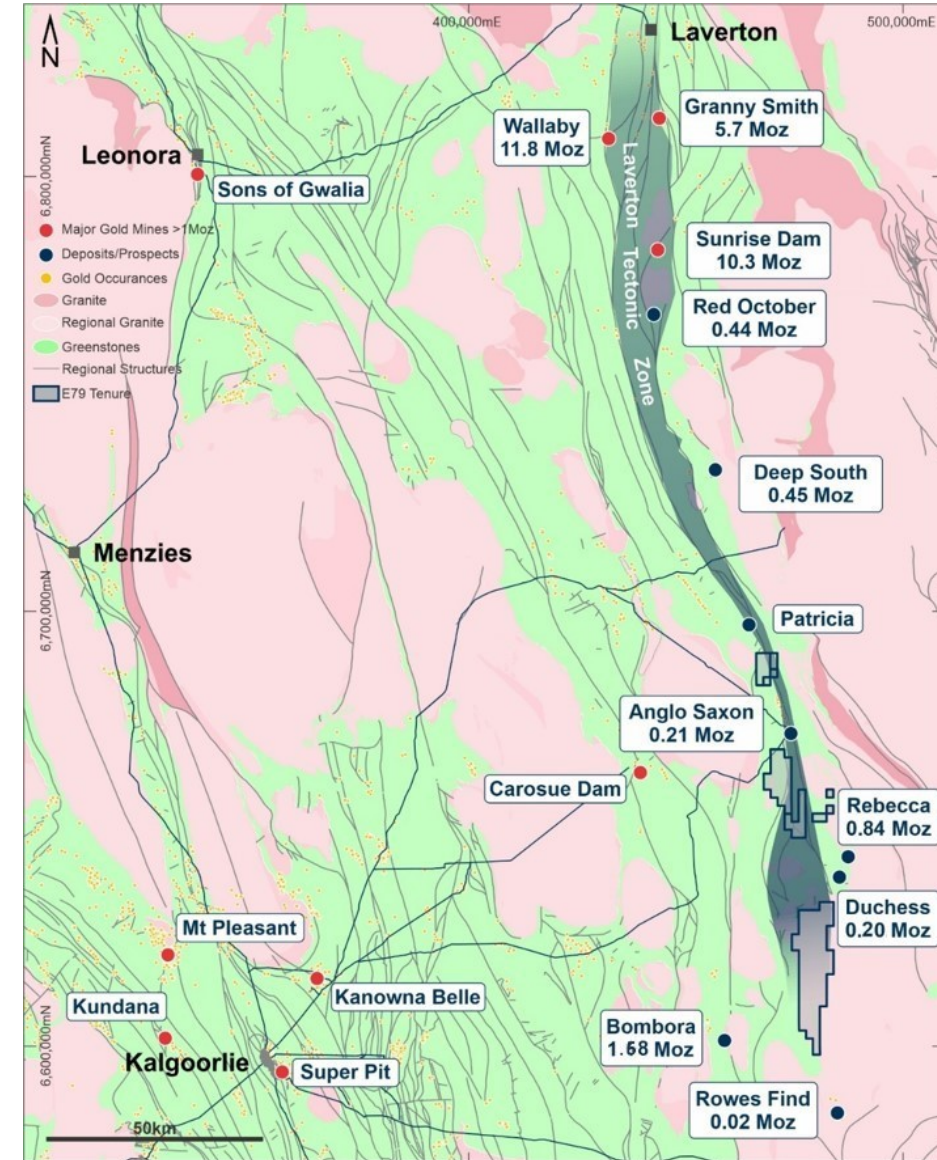 400,000mE
500,000mE
N
Laverton
Granny Smith
5.7 Moz
Wallaby
11.8 Moz
Leonora
Sons of Gwalia
6,800,000mN
Major Gold Mines >1Moz
Deposits/Prospects
Gold Occurances
Granite
Regional Granite
Greenstones
Regional Structures
E79 Tenure
Laverton Tectonic Zone
Sunrise Dam
10.3 Moz
Red October
0.44 Moz
Deep South
0.45 Moz
Menzies
6,700,000mN
Patricia
Anglo Saxon
0.21 Moz
Carosue Dam
Rebecca
0.84 Moz
Duchess
0.20 Moz
Mt Pleasant
Kanowna Belle
Kundana
6,600,000mN
Kalgoorlie
Super Pit
Bombora
1.68 Moz
Rowes Find
0.02 Moz
50km